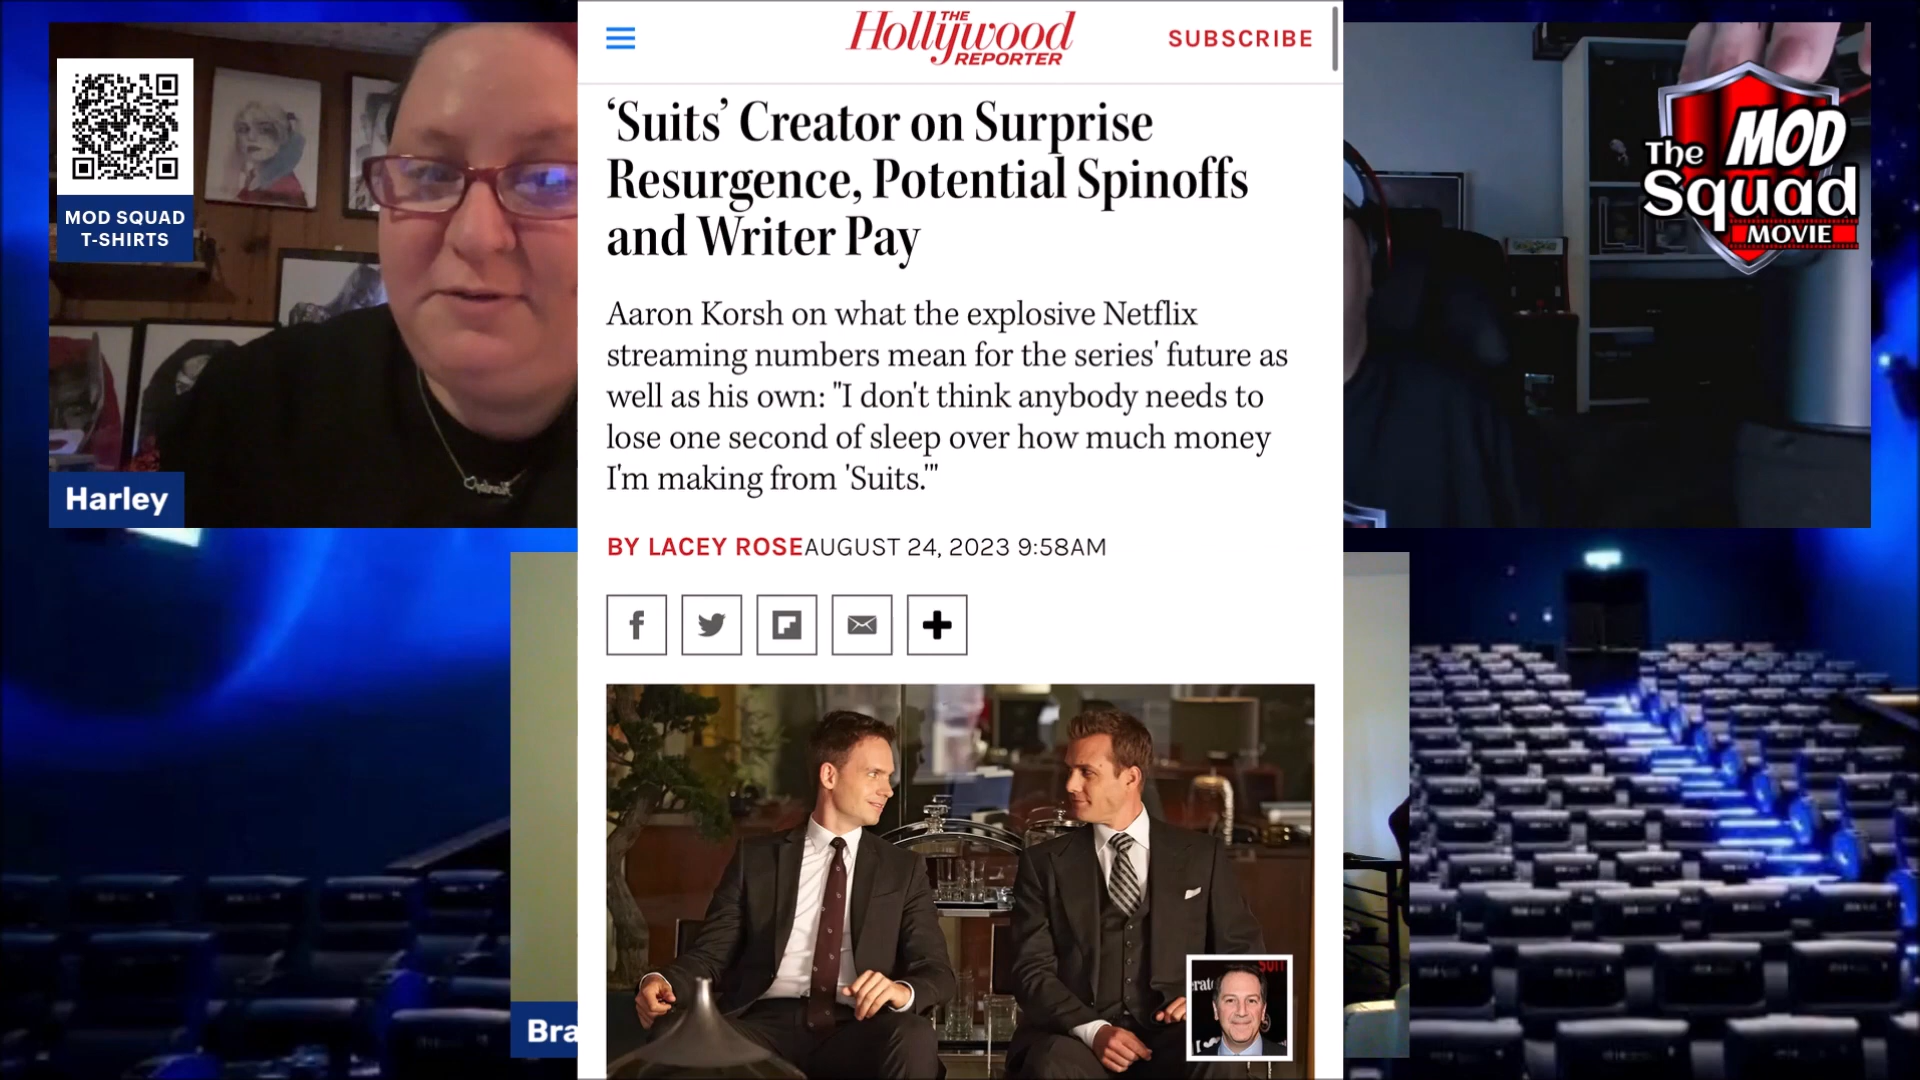 MOD SQUAD
T-SHIRTS
Harley
Bra
THE
Hollywood
REPORTER
SUBSCRIBE
‘Suits’ Creator on Surprise
Resurgence, Potential Spinoffs
and Writer Pay
Aaron Korsh on what the explosive Netflix
streaming numbers mean for the series' future as
well as his own: "I don't think anybody needs to
lose one second of sleep over how much money
I'm making from 'Suits.'"
BY LACEY ROSEAUGUST 24, 2023 9:58AM
The MOD
Squad
MOVIE